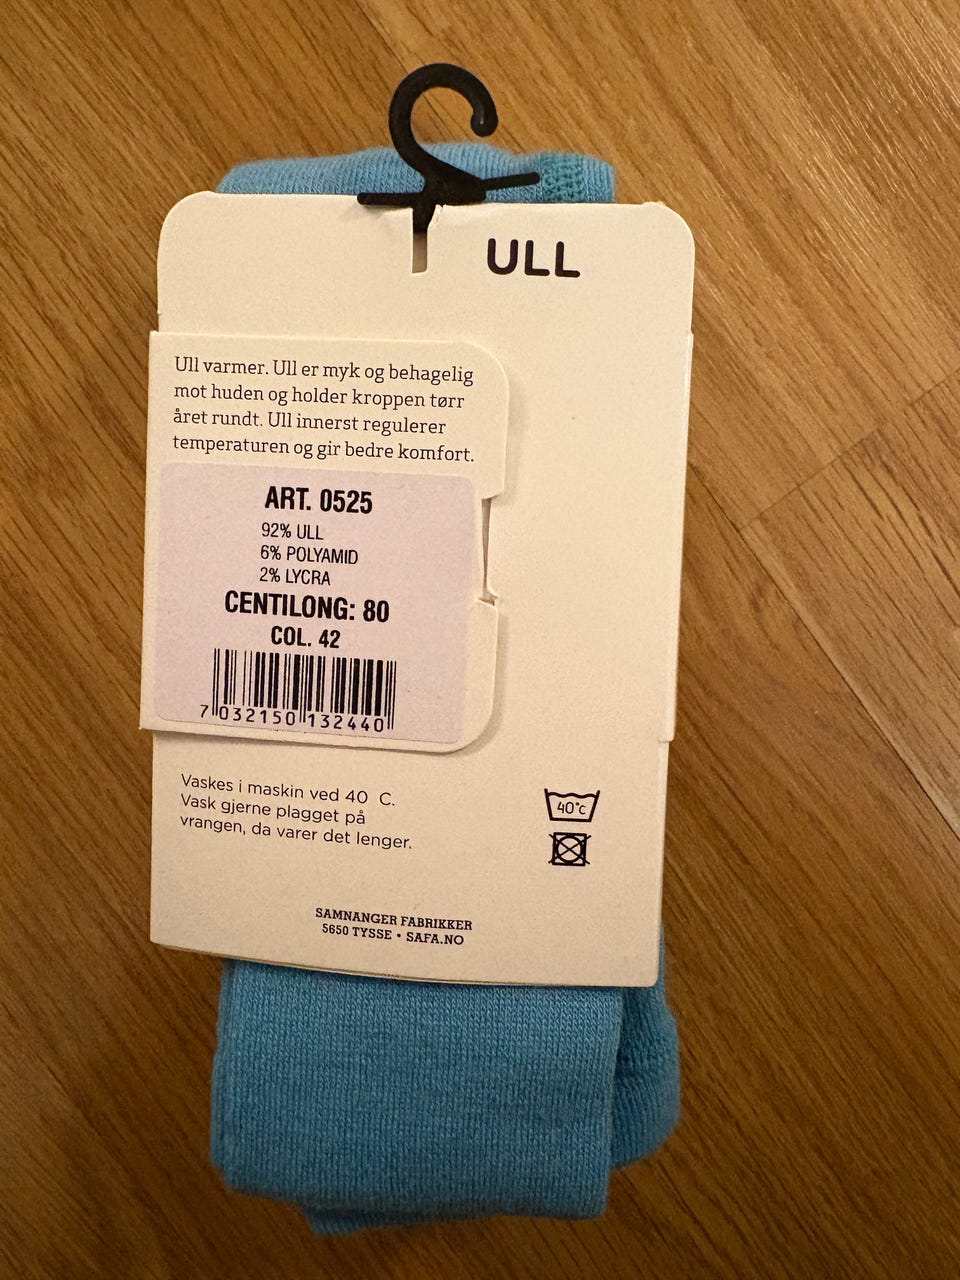 ULL
Ull varmer. Ull er myk og behagelig
mot huden og holder kroppen tørr
året rundt. Ull innerst regulerer
temperaturen og gir bedre komfort.
ART. 0525
92% ULL
6% POLYAMID
2% LYCRA
CENTILONG: 80
COL. 42
7 032150 132440
Vaskes i maskin ved 40 C.
Vask gjerne plagget på
vrangen, da varer det lenger.
40°c
SAMNANGER FABRIKKER
5650 TYSSE • SAFA.NO